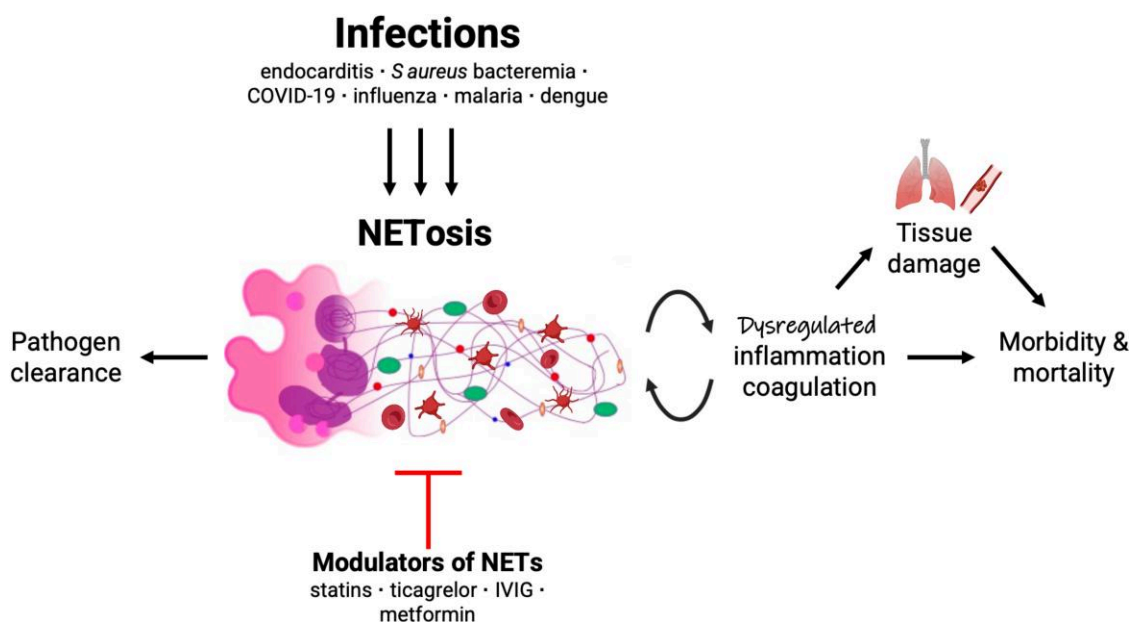 Infections
endocarditis · S aureus bacteremia ·
COVID-19 · influenza · malaria · dengue
NETosis
Pathogen
clearance
Dysregulated
inflammation
coagulation
Tissue
damage
Morbidity &
mortality
Modulators of NETs
statins · ticagrelor · IVIG ·
metformin